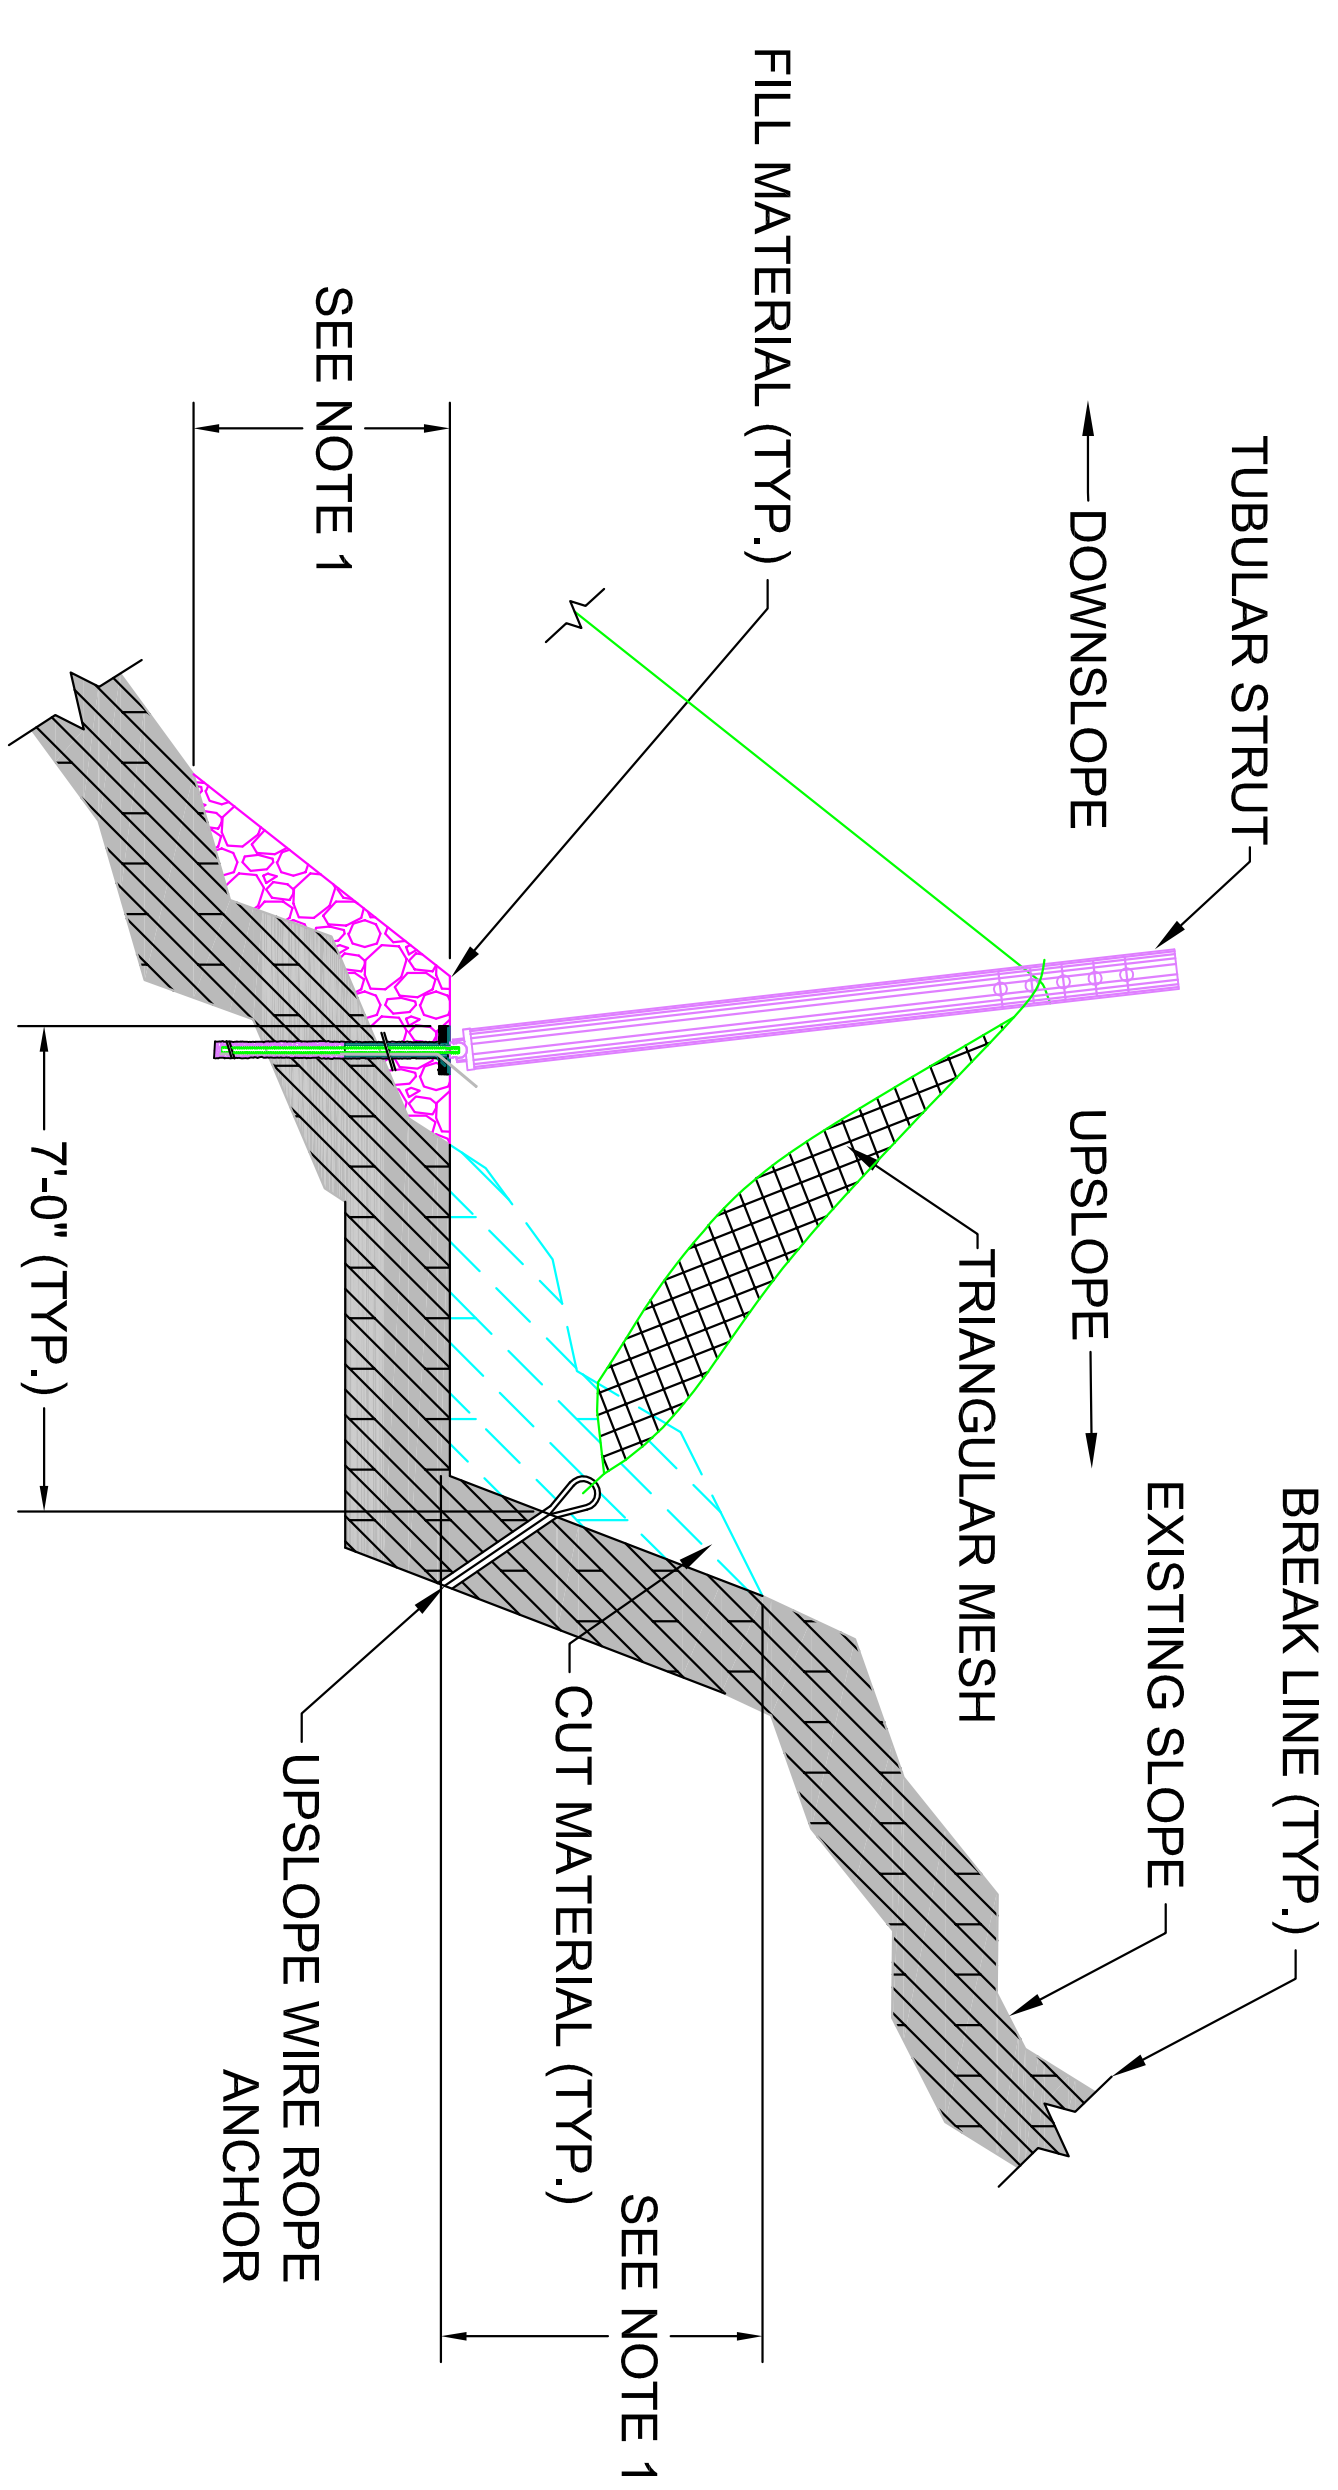 BREAK LINE (TYP.)
TUBULAR STRUT
EXISTING SLOPE
DOWNSLOPE
UPSLOPE
TRIANGULAR MESH
FILL MATERIAL (TYP.)
SEE NOTE 1
CUT MATERIAL (TYP.)
SEE NOTE 1
UPSLOPE WIRE ROPE
ANCHOR
7'-0" (TYP.)